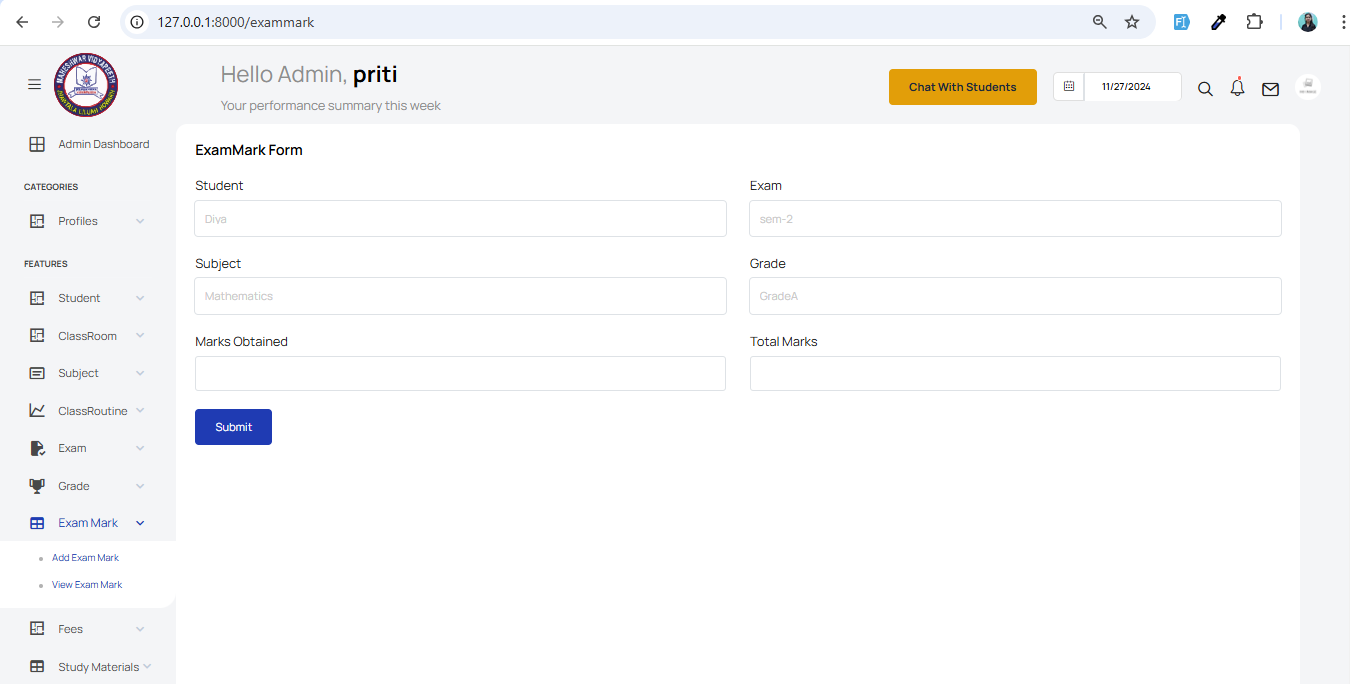 127.0.0.1:8000/exammark
MAHESHWAR VIDYAPEETH
Hello Admin, priti
Your performance summary this week
Chat With Students
11/27/2024
Admin Dashboard
CATEGORIES
Profiles
FEATURES
Student
ClassRoom
Subject
ClassRoutine
Exam
Grade
Exam Mark
Add Exam Mark
View Exam Mark
Fees
Study Materials
ExamMark Form
Student
Exam
Diya
sem-2
Subject
Grade
Mathematics
GradeA
Marks Obtained
Total Marks
Submit